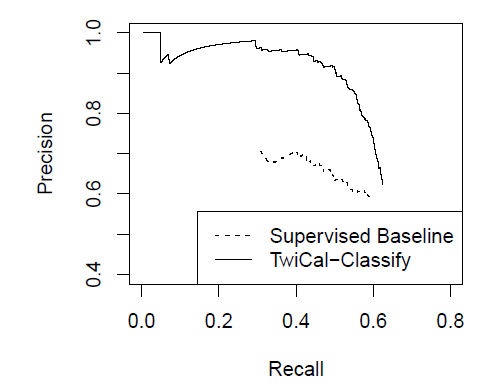 1.0
0.8
0.6
0.4
Precision
Supervised Baseline
TwiCal−Classify
0.0 0.2 0.4 0.6 0.8
Recall